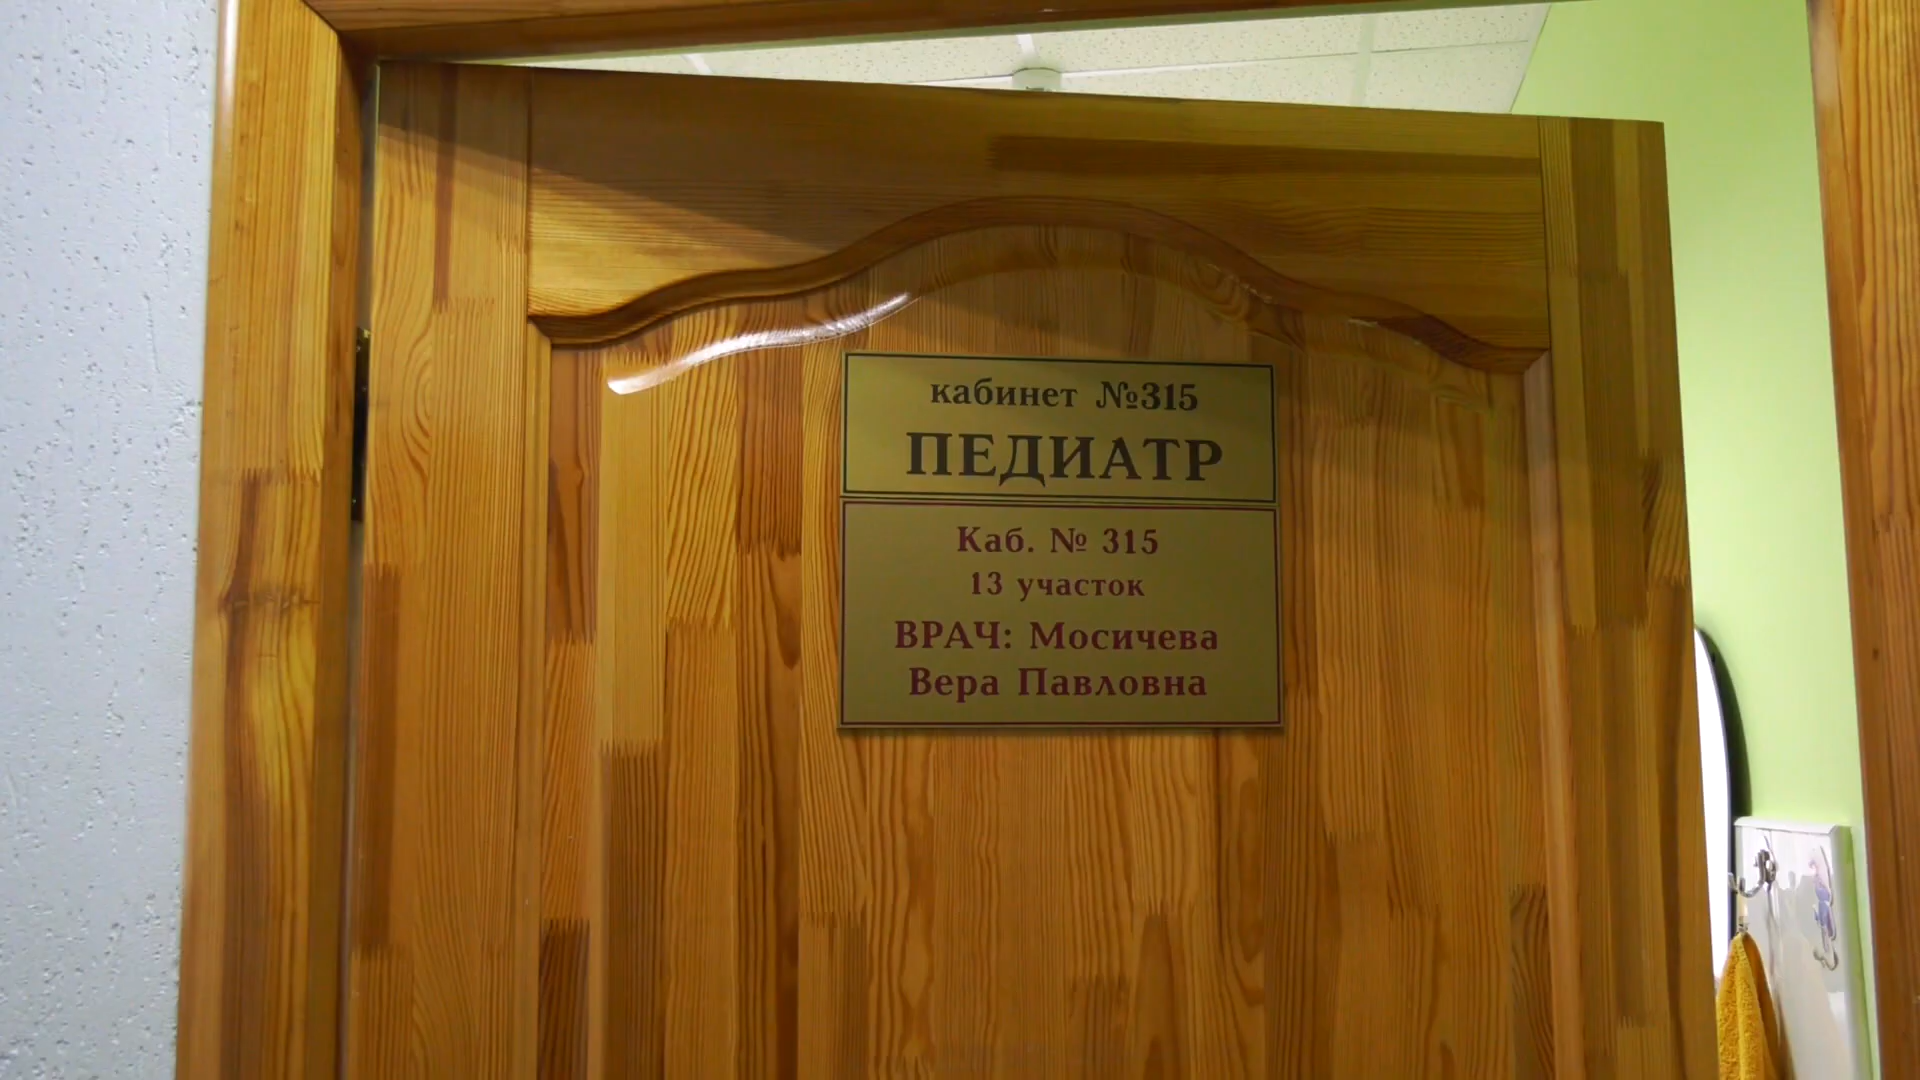 кабинет №315
ПЕДИАТР
Каб. № 315
13 участок
ВРАЧ: Мосичева
Вера Павловна